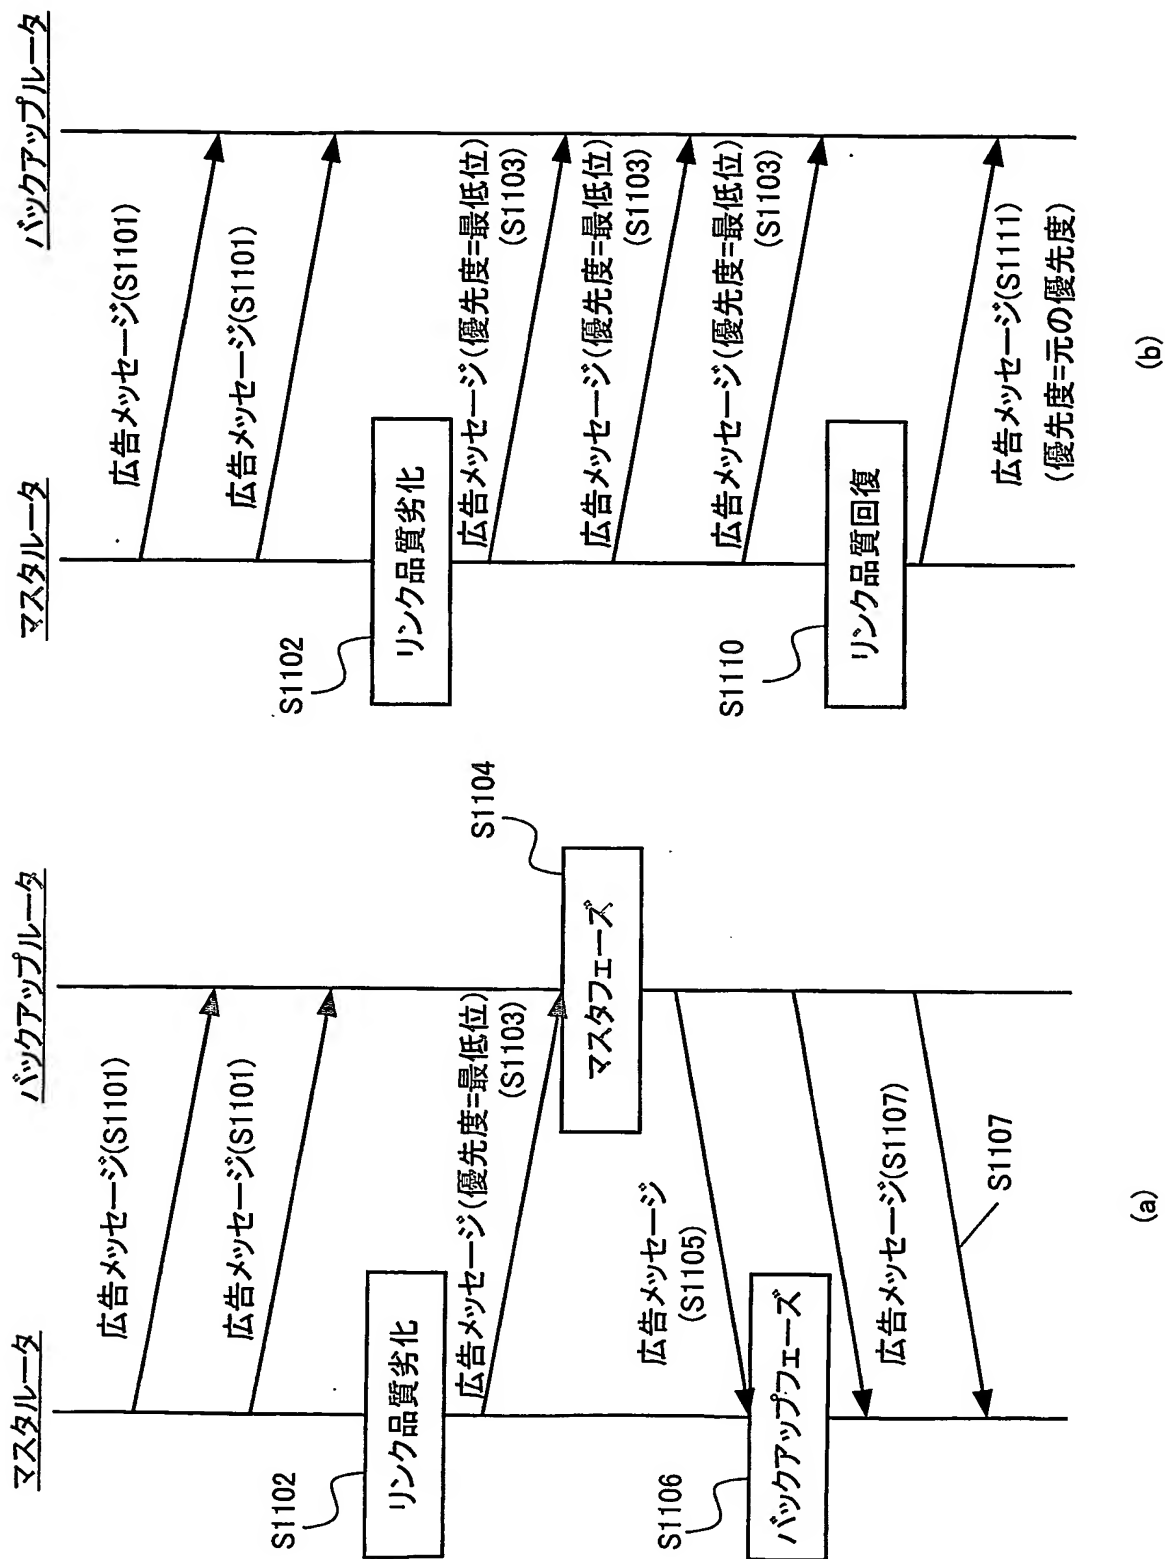 マスタルータ
バックアップルータ
広告メッセージ(S1101)
広告メッセージ(S1101)
S1102
リンク品質劣化
広告メッセージ(優先度=最低位)
(S1103)
S1104
マスタフェーズ
広告メッセージ
(S1105)
S1106
バックアップフェーズ
広告メッセージ(S1107)
S1107
(a)
マスタルータ
バックアップルータ
広告メッセージ(S1101)
広告メッセージ(S1101)
S1102
リンク品質劣化
広告メッセージ(優先度=最低位)
(S1103)
広告メッセージ(優先度=最低位)
(S1103)
広告メッセージ(優先度=最低位)
(S1103)
S1110
リンク品質回復
広告メッセージ(S1111)
(優先度=元の優先度)
(b)